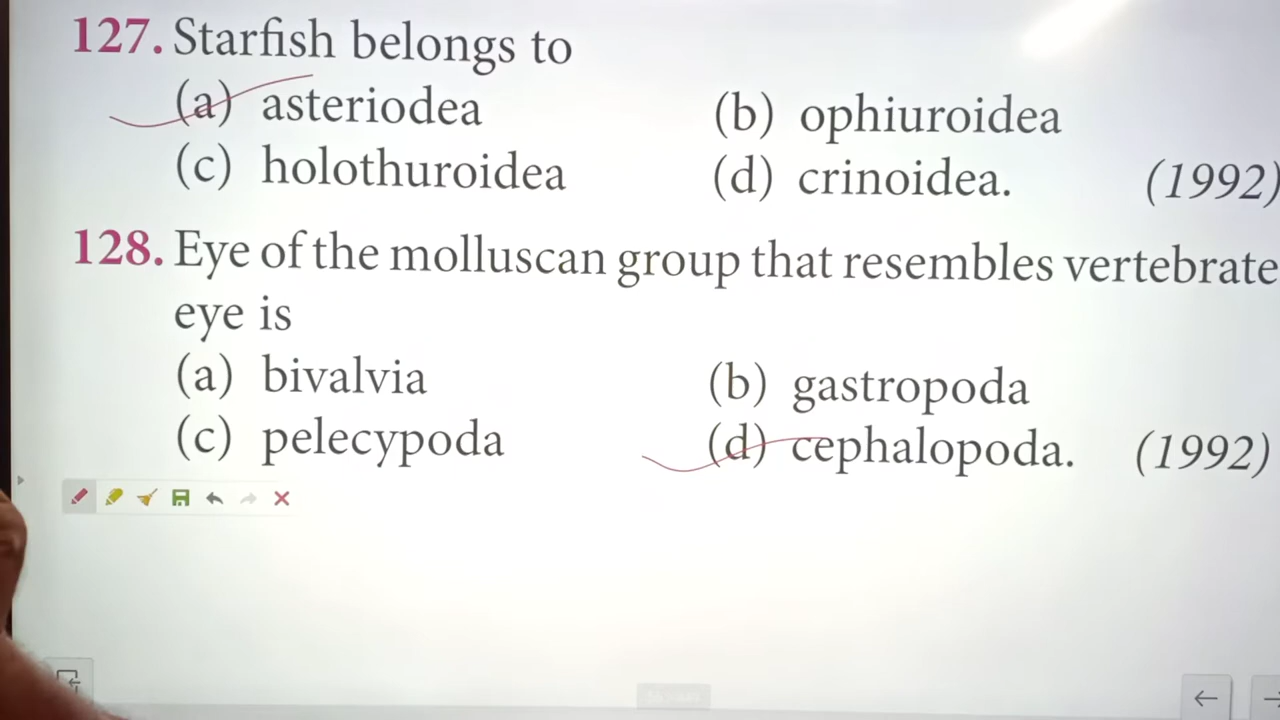 127. Starfish belongs to
(a) asteriodea (b) ophiuroidea
(c) holothuroidea (d) crinoidea. (1992)
128. Eye of the molluscan group that resembles vertebrate
eye is
(a) bivalvia (b) gastropoda
(c) pelecypoda (d) cephalopoda. (1992)